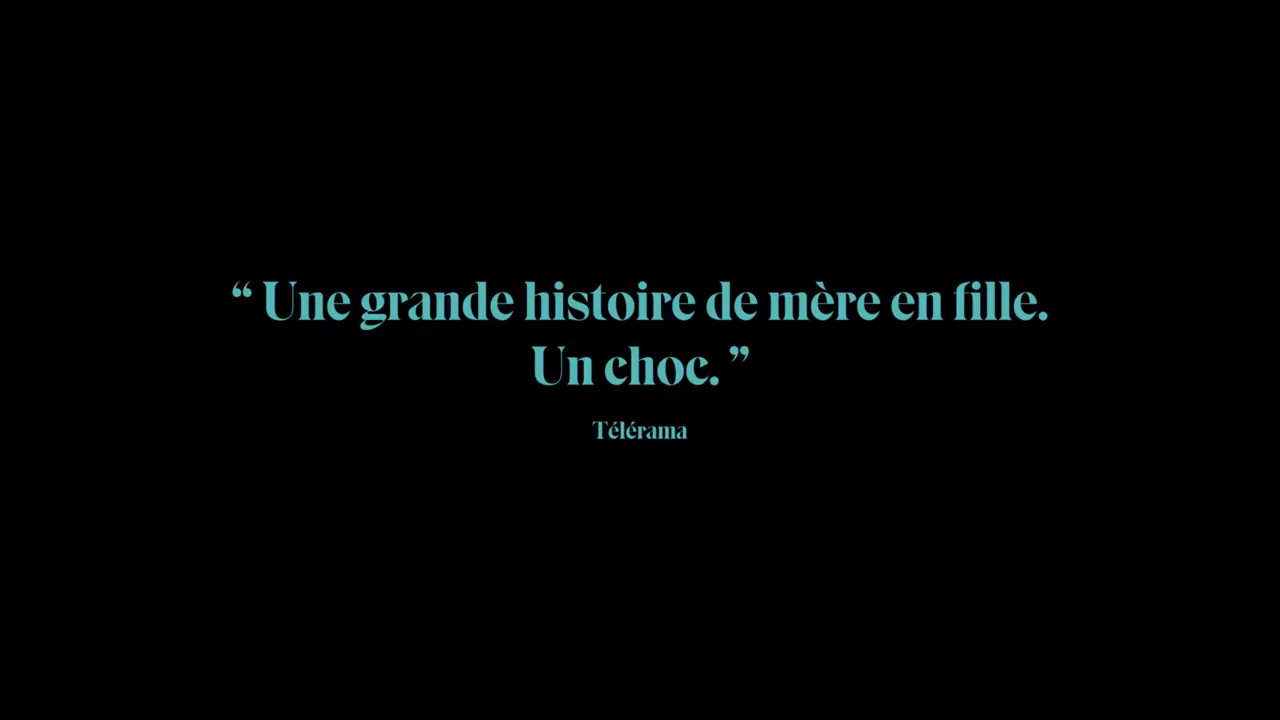 “ Une grande histoire de mère en fille.
Un choc. ”
Télérama